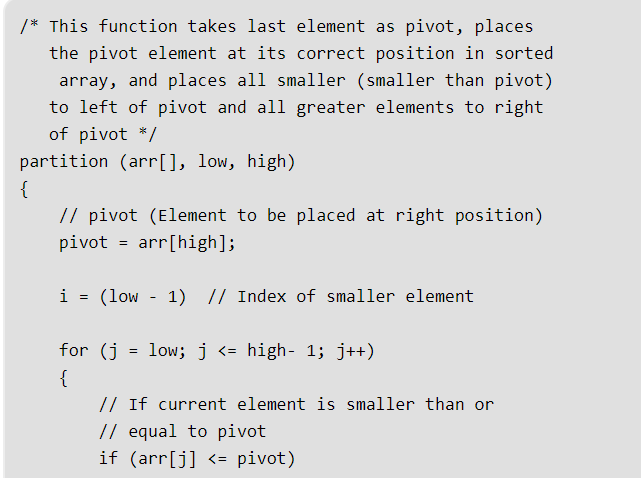 /* This function takes last element as pivot, places
   the pivot element at its correct position in sorted
    array, and places all smaller (smaller than pivot)
   to left of pivot and all greater elements to right
   of pivot */
partition (arr[], low, high)
{
    // pivot (Element to be placed at right position)
    pivot = arr[high];

    i = (low - 1)  // Index of smaller element

    for (j = low; j <= high- 1; j++)
    {
        // If current element is smaller than or
        // equal to pivot
        if (arr[j] <= pivot)